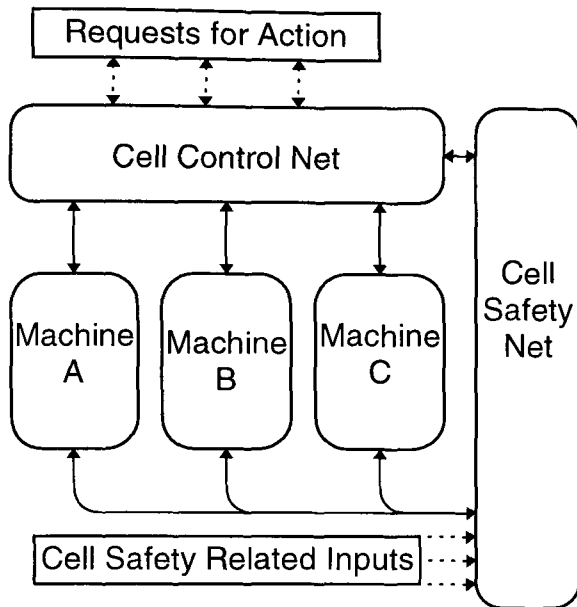 Requests for Action
Cell Control Net
Machine
A
Machine
B
Machine
C
Cell
Safety
Net
Cell Safety Related Inputs